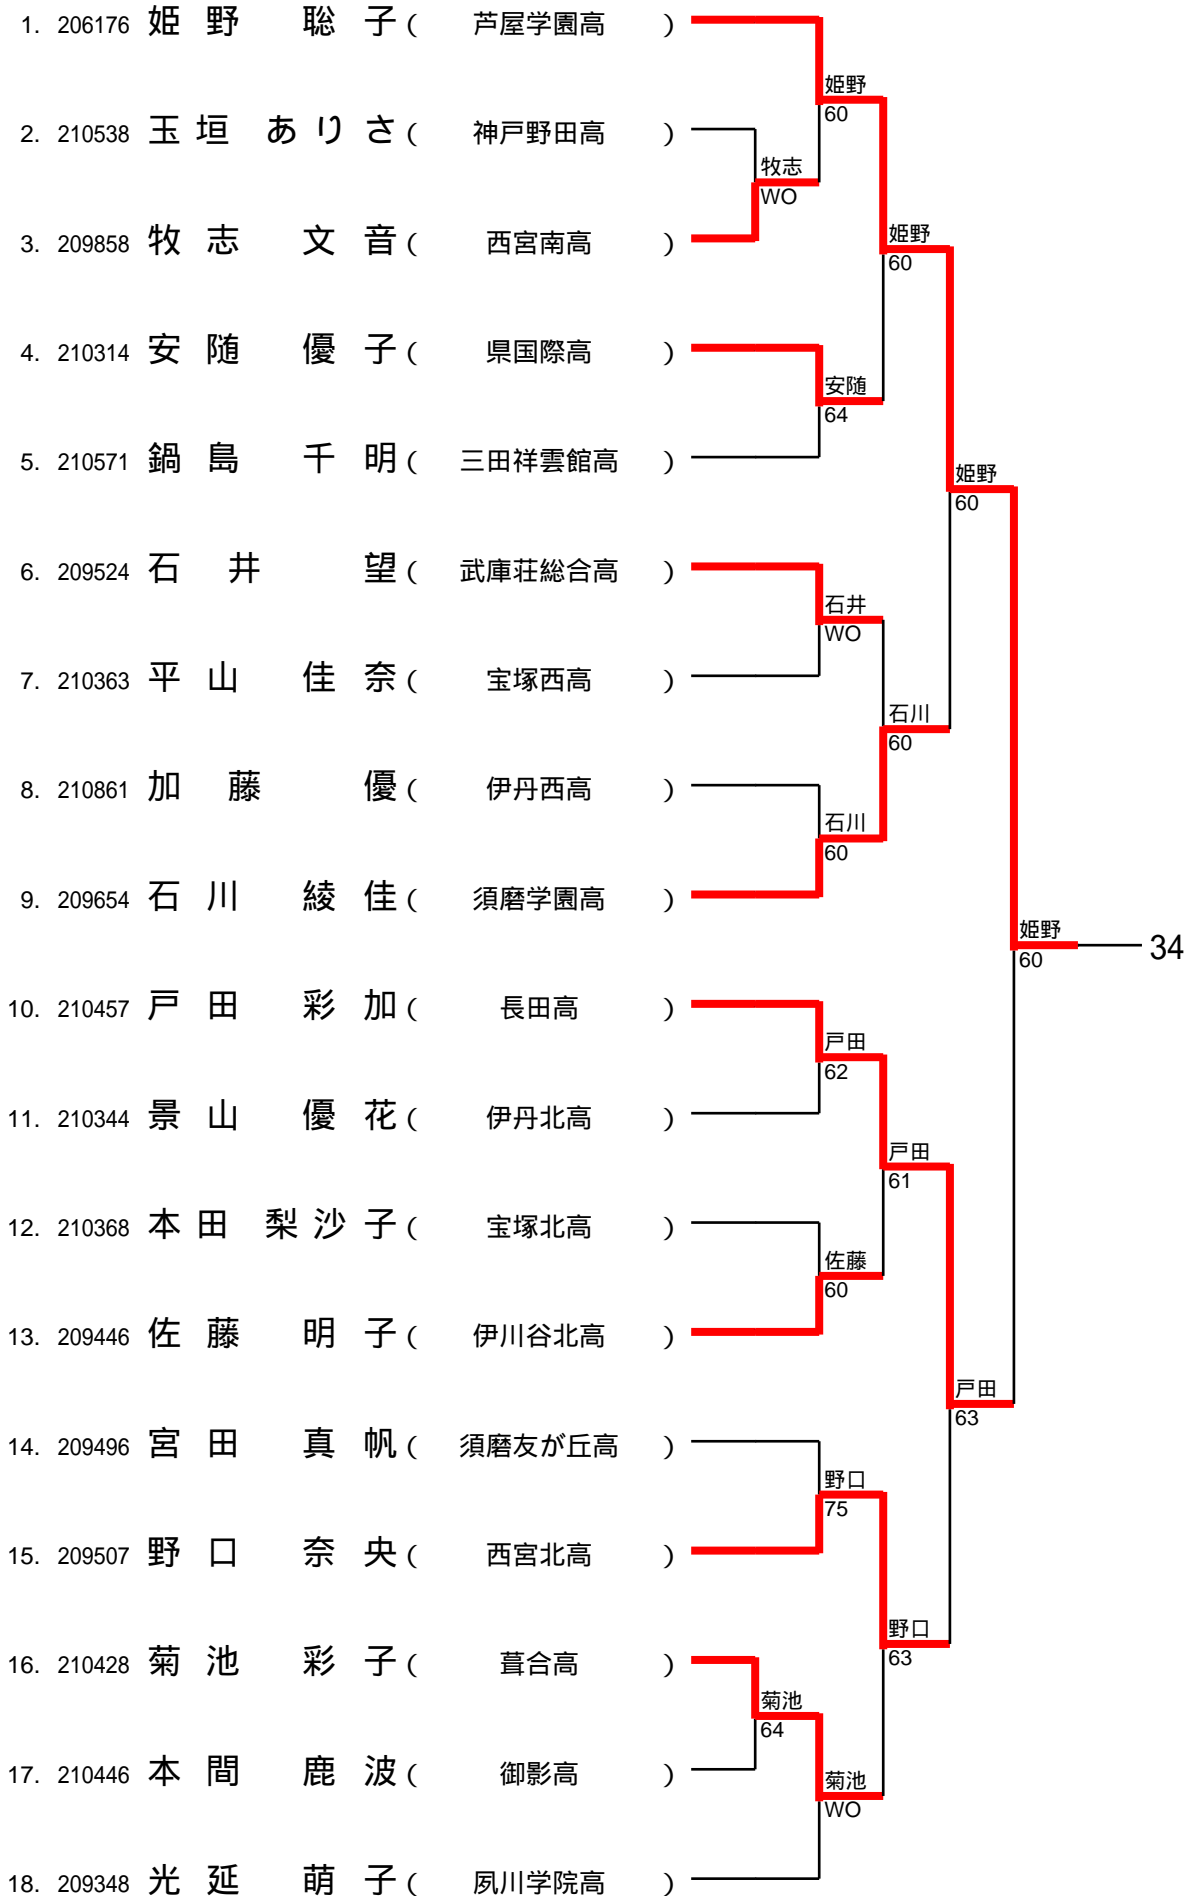 1. 206176 姫野 聡子 ( 芦屋学園高 )
姫野
60
2. 210538 玉垣 ありさ ( 神戸野田高 )
牧志
WO
3. 209858 牧志 文音 ( 西宮南高 )
姫野
60
4. 210314 安随 優子 ( 県国際高 )
安随
64
5. 210571 鍋島 千明 ( 三田祥雲館高 )
姫野
60
6. 209524 石井 望 ( 武庫荘総合高 )
石井
WO
7. 210363 平山 佳奈 ( 宝塚西高 )
石川
60
8. 210861 加藤 優 ( 伊丹西高 )
石川
60
9. 209654 石川 綾佳 ( 須磨学園高 )
姫野
60
34
10. 210457 戸田 彩加 ( 長田高 )
戸田
62
11. 210344 景山 優花 ( 伊丹北高 )
戸田
61
12. 210368 本田 梨沙子 ( 宝塚北高 )
佐藤
60
13. 209446 佐藤 明子 ( 伊川谷北高 )
戸田
63
14. 209496 宮田 真帆 ( 須磨友が丘高 )
野口
75
15. 209507 野口 奈央 ( 西宮北高 )
野口
63
16. 210428 菊池 彩子 ( 葺合高 )
菊池
64
17. 210446 本間 鹿波 ( 御影高 )
菊池
WO
18. 209348 光延 萌子 ( 夙川学院高 )